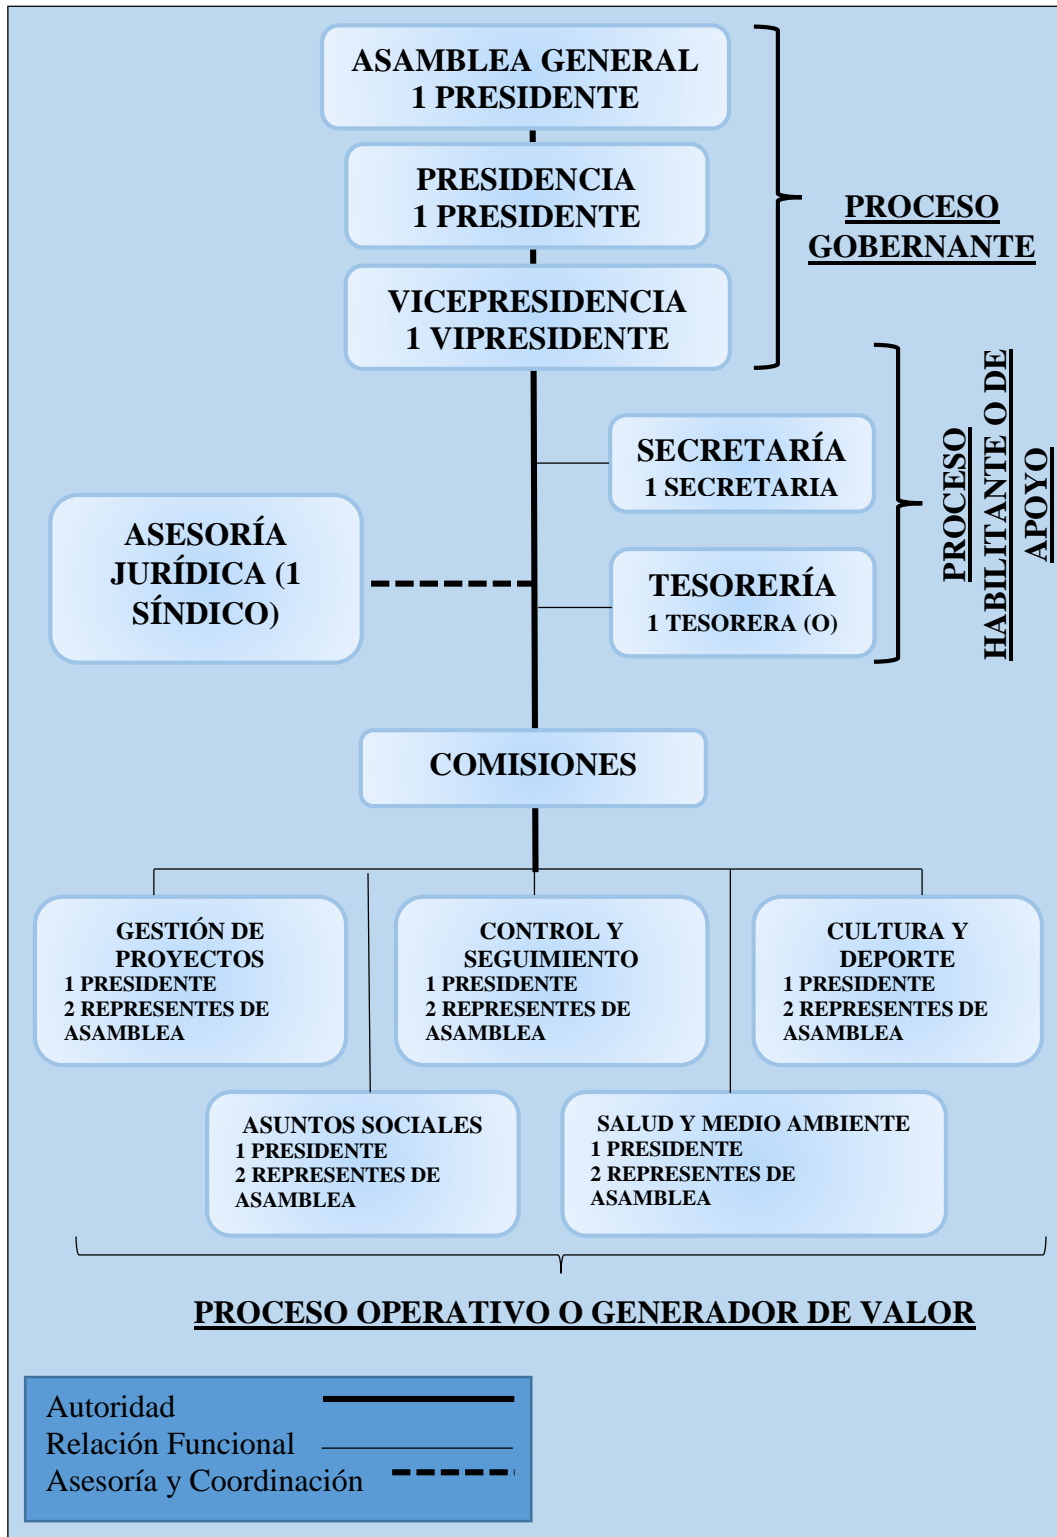 ASAMBLEA GENERAL
1 PRESIDENTE
PRESIDENCIA
1 PRESIDENTE
PROCESO
GOBERNANTE
VICEPRESIDENCIA
1 VIPRESIDENTE
SECRETARÍA
1 SECRETARIA
PROCESO
HABILITANTE O DE
APOYO
ASESORÍA
JURÍDICA (1
SÍNDICO)
TESORERÍA
1 TESORERA (O)
COMISIONES
GESTIÓN DE
PROYECTOS
1 PRESIDENTE
2 REPRESENTES DE
ASAMBLEA
CONTROL Y
SEGUIMIENTO
1 PRESIDENTE
2 REPRESENTES DE
ASAMBLEA
CULTURA Y
DEPORTE
1 PRESIDENTE
2 REPRESENTES DE
ASAMBLEA
ASUNTOS SOCIALES
1 PRESIDENTE
2 REPRESENTES DE
ASAMBLEA
SALUD Y MEDIO AMBIENTE
1 PRESIDENTE
2 REPRESENTES DE
ASAMBLEA
PROCESO OPERATIVO O GENERADOR DE VALOR
Autoridad
Relación Funcional
Asesoría y Coordinación